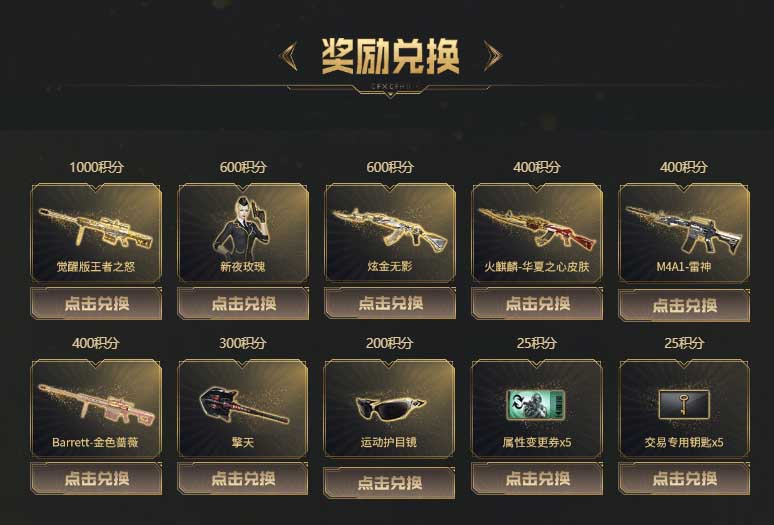 奖励兑换
1000积分 600积分 600积分 400积分 400积分
觉醒版王者之怒 新夜玫瑰 炫金无影 火麒麟-华夏之心皮肤 M4A1-雷神
点击兑换 点击兑换 点击兑换 点击兑换 点击兑换
400积分 300积分 200积分 25积分 25积分
Barrett-金色蔷薇 擎天 运动护目镜 属性变更券x5 交易专用钥匙x5
点击兑换 点击兑换 点击兑换 点击兑换 点击兑换